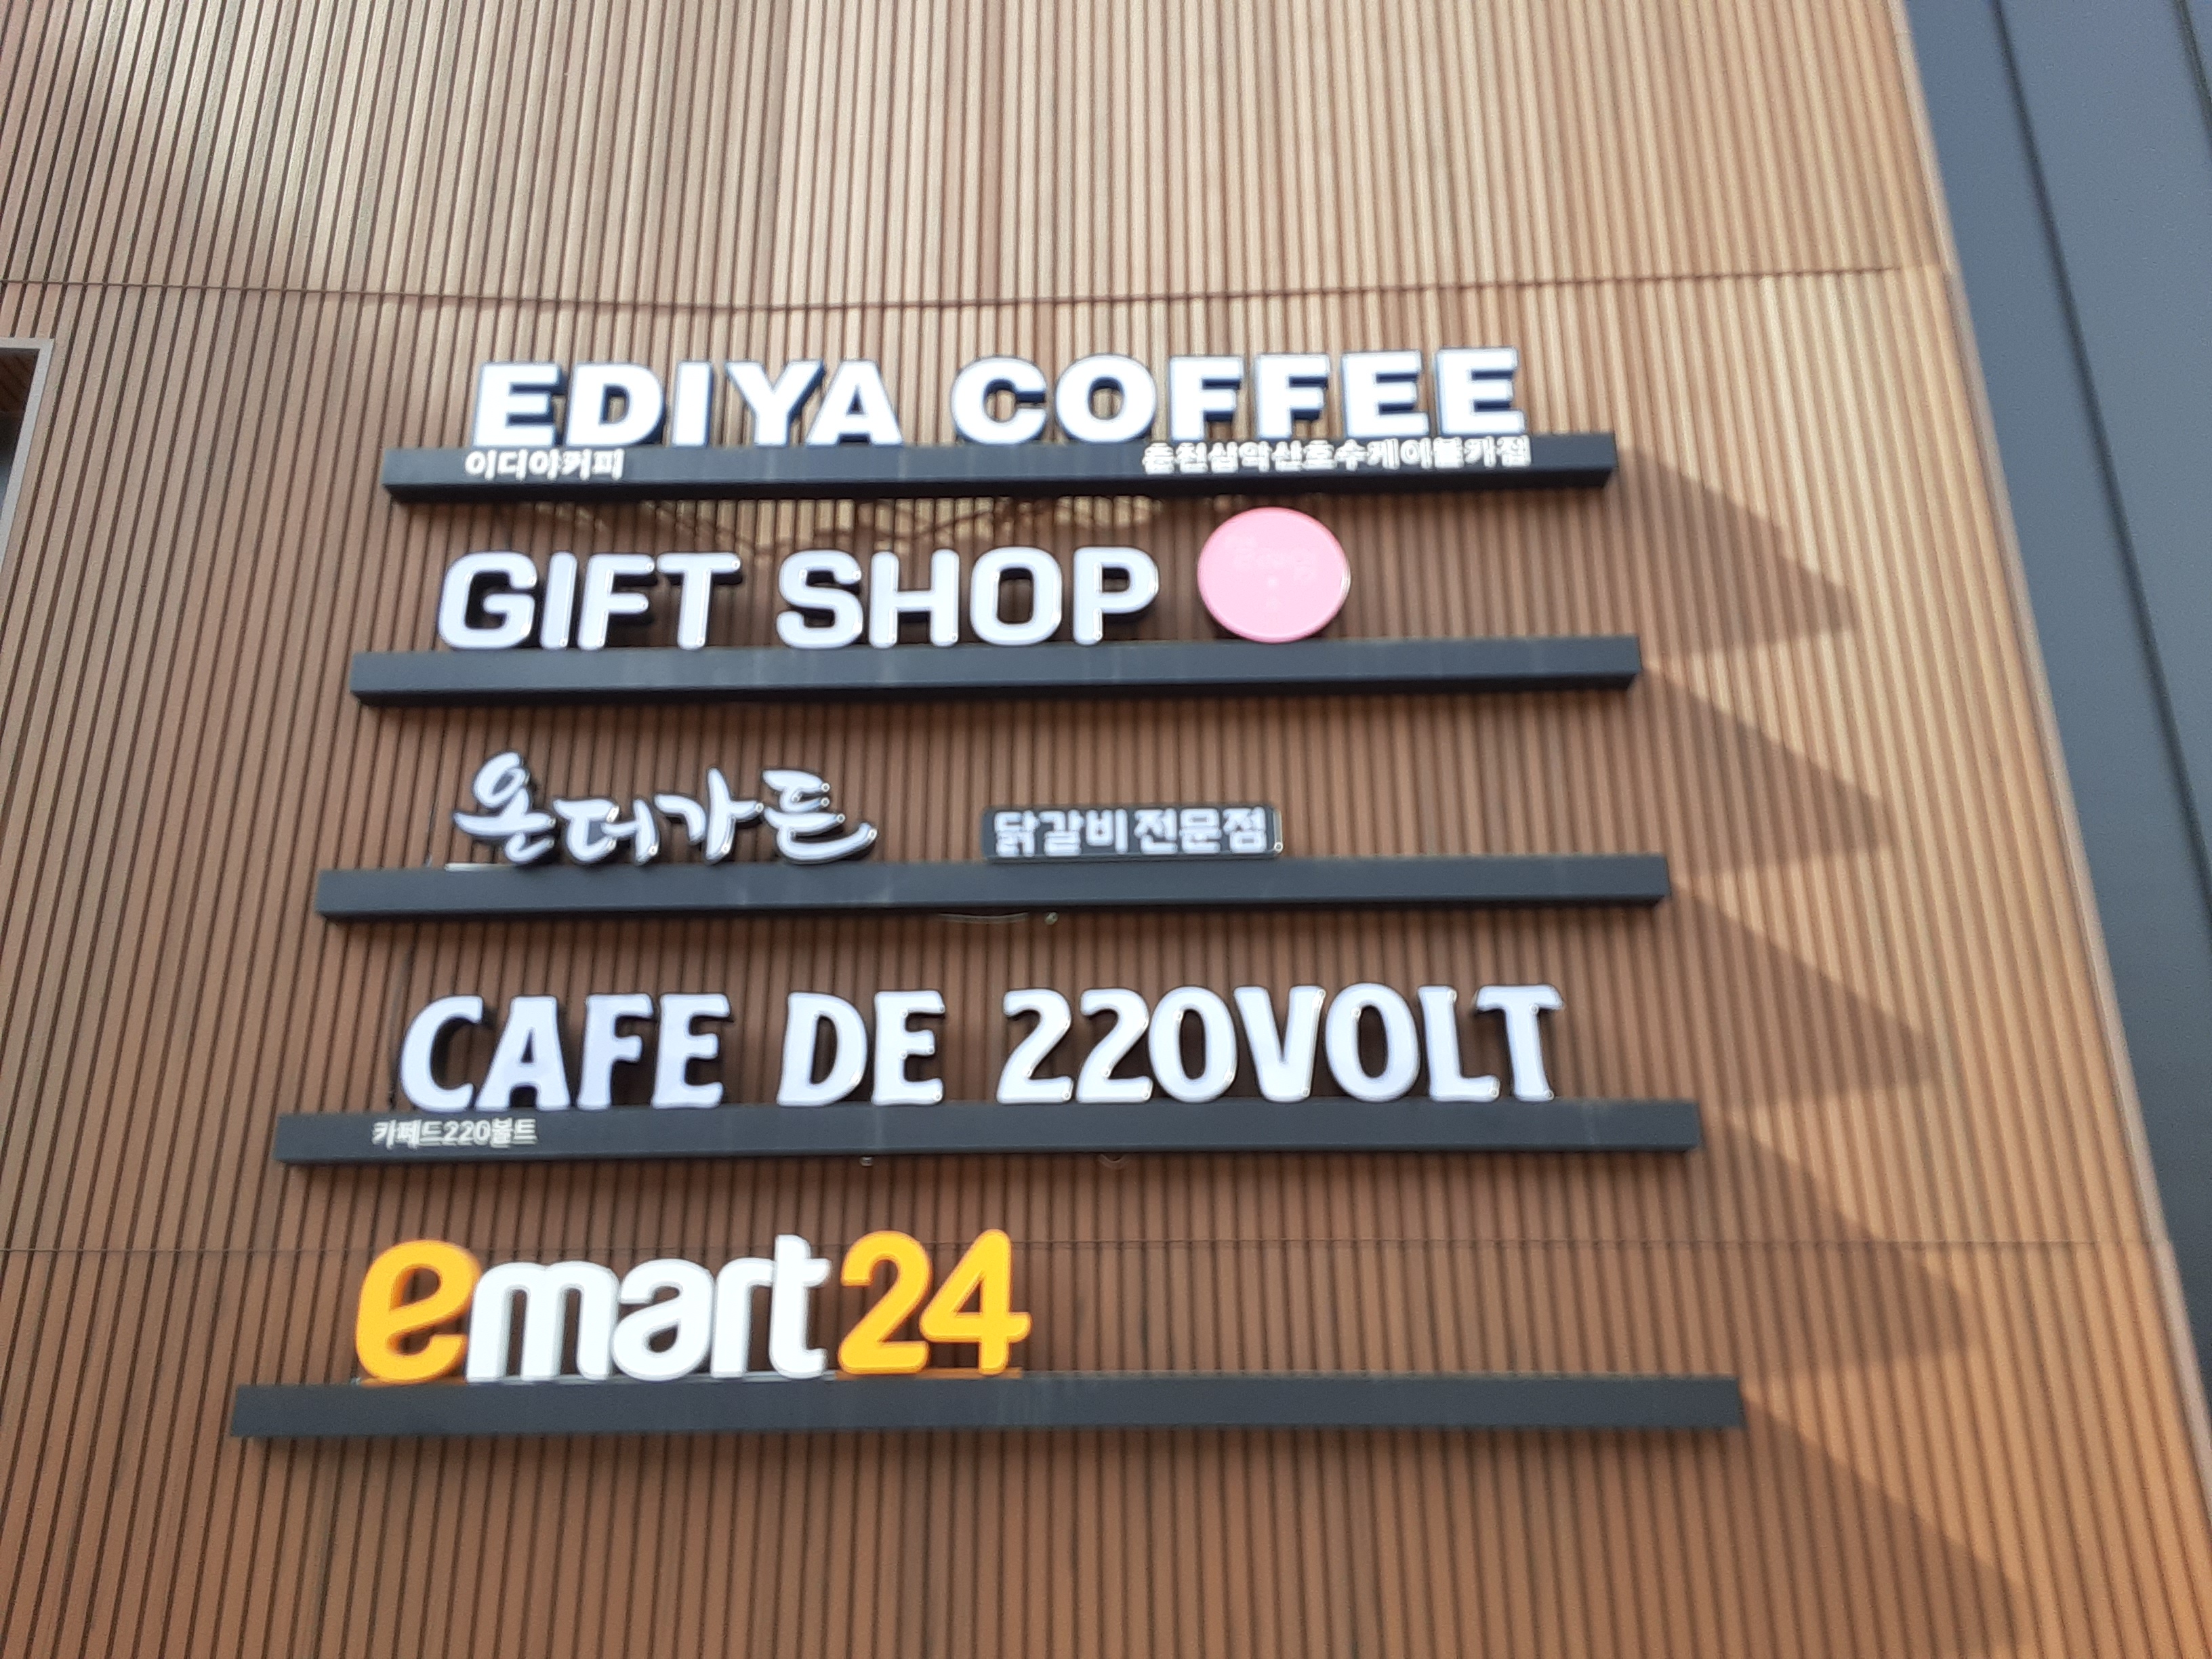 EDIYA COFFEE
이디야커피 춘천삼악산호수케이블카점
GIFT SHOP
온더가든 닭갈비전문점
CAFE DE 220VOLT
카페드220볼트
emart24